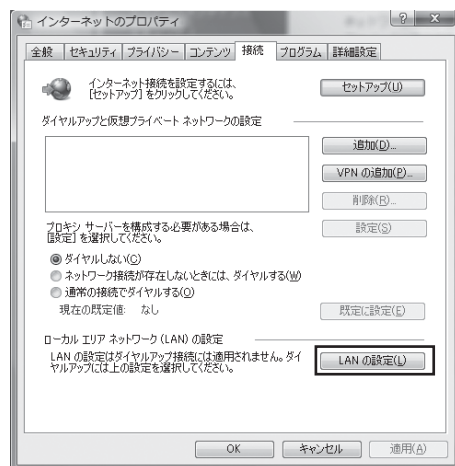 インターネットのプロパティ
全般 セキュリティ プライバシー コンテンツ 接続 プログラム 詳細設定
インターネット接続を設定するには、
[セットアップ] をクリックしてください。
セットアップ(U)
ダイヤルアップと仮想プライベート ネットワークの設定
追加(D)...
VPN の追加(P)...
削除(R)...
プロキシ サーバーを構成する必要がある場合は、
[設定] を選択してください。
設定(S)
ダイヤルしない(C)
ネットワーク接続が存在しないときには、ダイヤルする(W)
通常の接続でダイヤルする(O)
現在の既定値: なし
既定に設定(E)
ローカル エリア ネットワーク (LAN) の設定
LAN の設定はダイヤルアップ接続には適用されません。ダイ
ヤルアップには上の設定を選択してください。
LAN の設定(L)
OK キャンセル 適用(A)